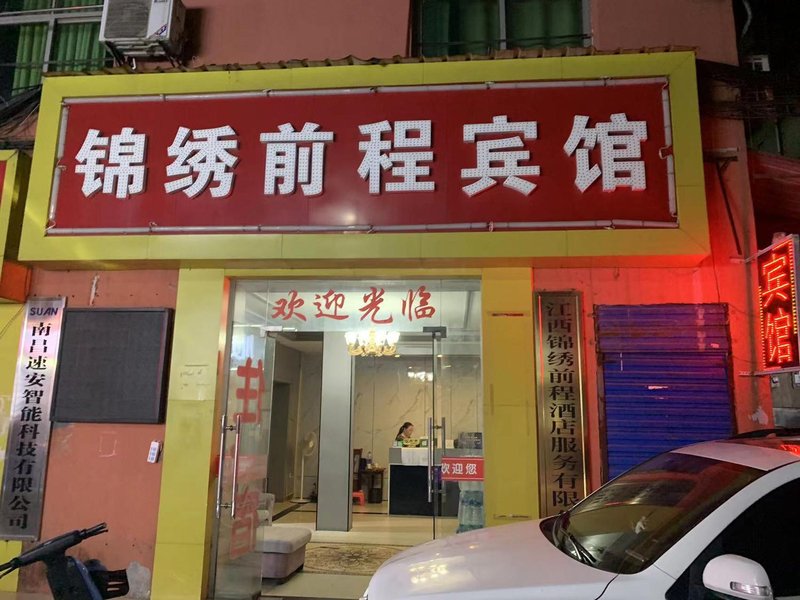 锦绣前程宾馆
欢迎光临
SUAN
南昌速安智能科技有限公司
江西锦绣前程酒店服务有限
宾馆
欢迎您